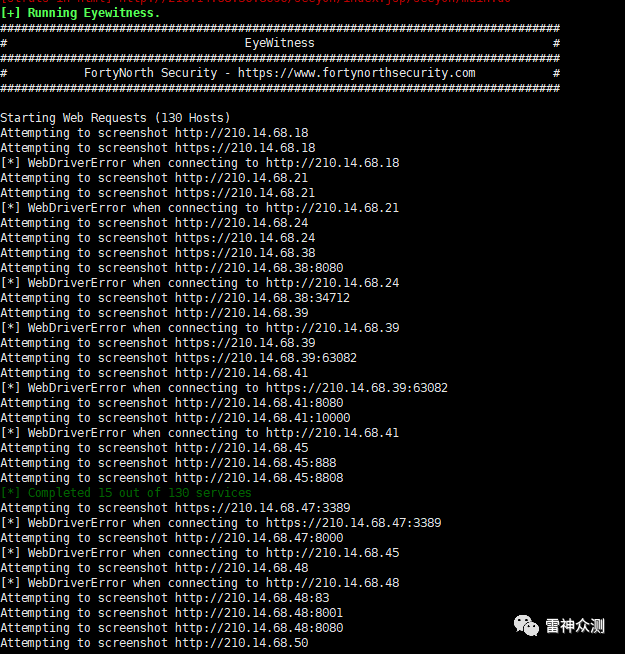 [+] Running Eyewitness.
################################################################################
#                                  EyeWitness                                  #
################################################################################
#           FortyNorth Security - https://www.fortynorthsecurity.com           #
################################################################################
Starting Web Requests (130 Hosts)
Attempting to screenshot http://210.14.68.18
Attempting to screenshot https://210.14.68.18
[*] WebDriverError when connecting to http://210.14.68.18
Attempting to screenshot http://210.14.68.21
Attempting to screenshot https://210.14.68.21
[*] WebDriverError when connecting to http://210.14.68.21
Attempting to screenshot http://210.14.68.24
Attempting to screenshot https://210.14.68.24
Attempting to screenshot https://210.14.68.38
Attempting to screenshot http://210.14.68.38:8080
[*] WebDriverError when connecting to http://210.14.68.24
Attempting to screenshot http://210.14.68.38:34712
Attempting to screenshot http://210.14.68.39
[*] WebDriverError when connecting to http://210.14.68.39
Attempting to screenshot https://210.14.68.39
Attempting to screenshot https://210.14.68.39:63082
Attempting to screenshot http://210.14.68.41
[*] WebDriverError when connecting to https://210.14.68.39:63082
Attempting to screenshot http://210.14.68.41:8080
Attempting to screenshot http://210.14.68.41:10000
[*] WebDriverError when connecting to http://210.14.68.41
Attempting to screenshot http://210.14.68.45
Attempting to screenshot http://210.14.68.45:888
Attempting to screenshot http://210.14.68.45:8808
[*] Completed 15 out of 130 services
Attempting to screenshot https://210.14.68.47:3389
[*] WebDriverError when connecting to https://210.14.68.47:3389
Attempting to screenshot http://210.14.68.47:8000
[*] WebDriverError when connecting to http://210.14.68.45
Attempting to screenshot http://210.14.68.48
[*] WebDriverError when connecting to http://210.14.68.48
Attempting to screenshot http://210.14.68.48:83
Attempting to screenshot http://210.14.68.48:8001
Attempting to screenshot http://210.14.68.48:8080
Attempting to screenshot http://210.14.68.50
雷神众测